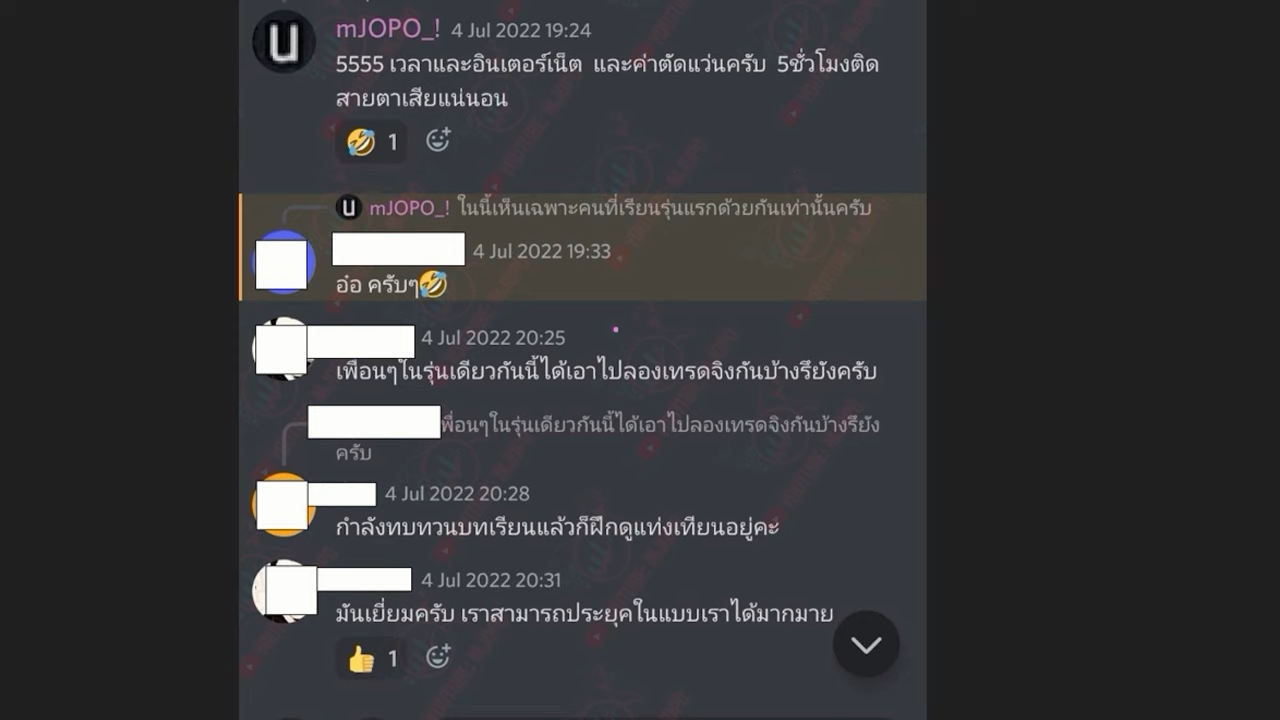 mJOPO_! 4 Jul 2022 19:24
5555 เวลาและอินเตอร์เน็ต และค่าตัดแว่นครับ 5ชั่วโมงติด
สายตาเสียแน่นอน
🤣 1
mJOPO_! ในนี้เห็นเฉพาะคนที่เรียนรุ่นแรกด้วยกันเท่านั้นครับ
4 Jul 2022 19:33
อ๋อ ครับๆ🤣
4 Jul 2022 20:25
เพื่อนๆในรุ่นเดียวกันนี้ได้เอาไปลองเทรดจิงกันบ้างรึยังครับ
พื่อนๆในรุ่นเดียวกันนี้ได้เอาไปลองเทรดจิงกันบ้างรึยัง
ครับ
4 Jul 2022 20:28
กำลังทบทวนบทเรียนแล้วก็ฝึกดูแท่งเทียนอยู่คะ
4 Jul 2022 20:31
มันเยี่ยมครับ เราสามารถประยุคในแบบเราได้มากมาย
👍 1